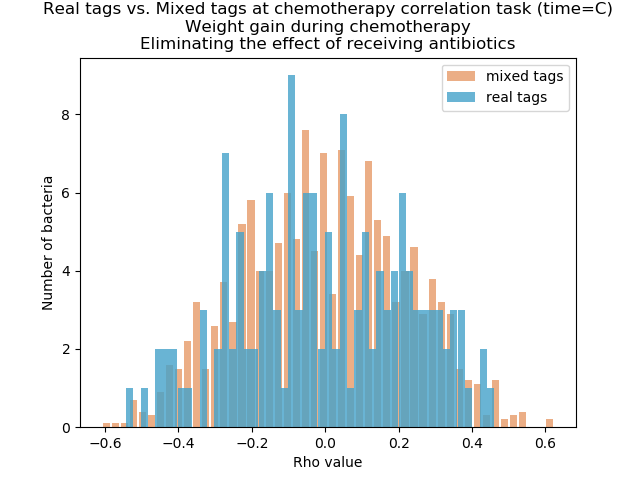 Real tags vs. Mixed tags at chemotherapy correlation task (time=C)
Weight gain during chemotherapy
Eliminating the effect of receiving antibiotics
mixed tags
real tags
Number of bacteria
8
6
4
2
0
−0.6 −0.4 −0.2 0.0 0.2 0.4 0.6
Rho value